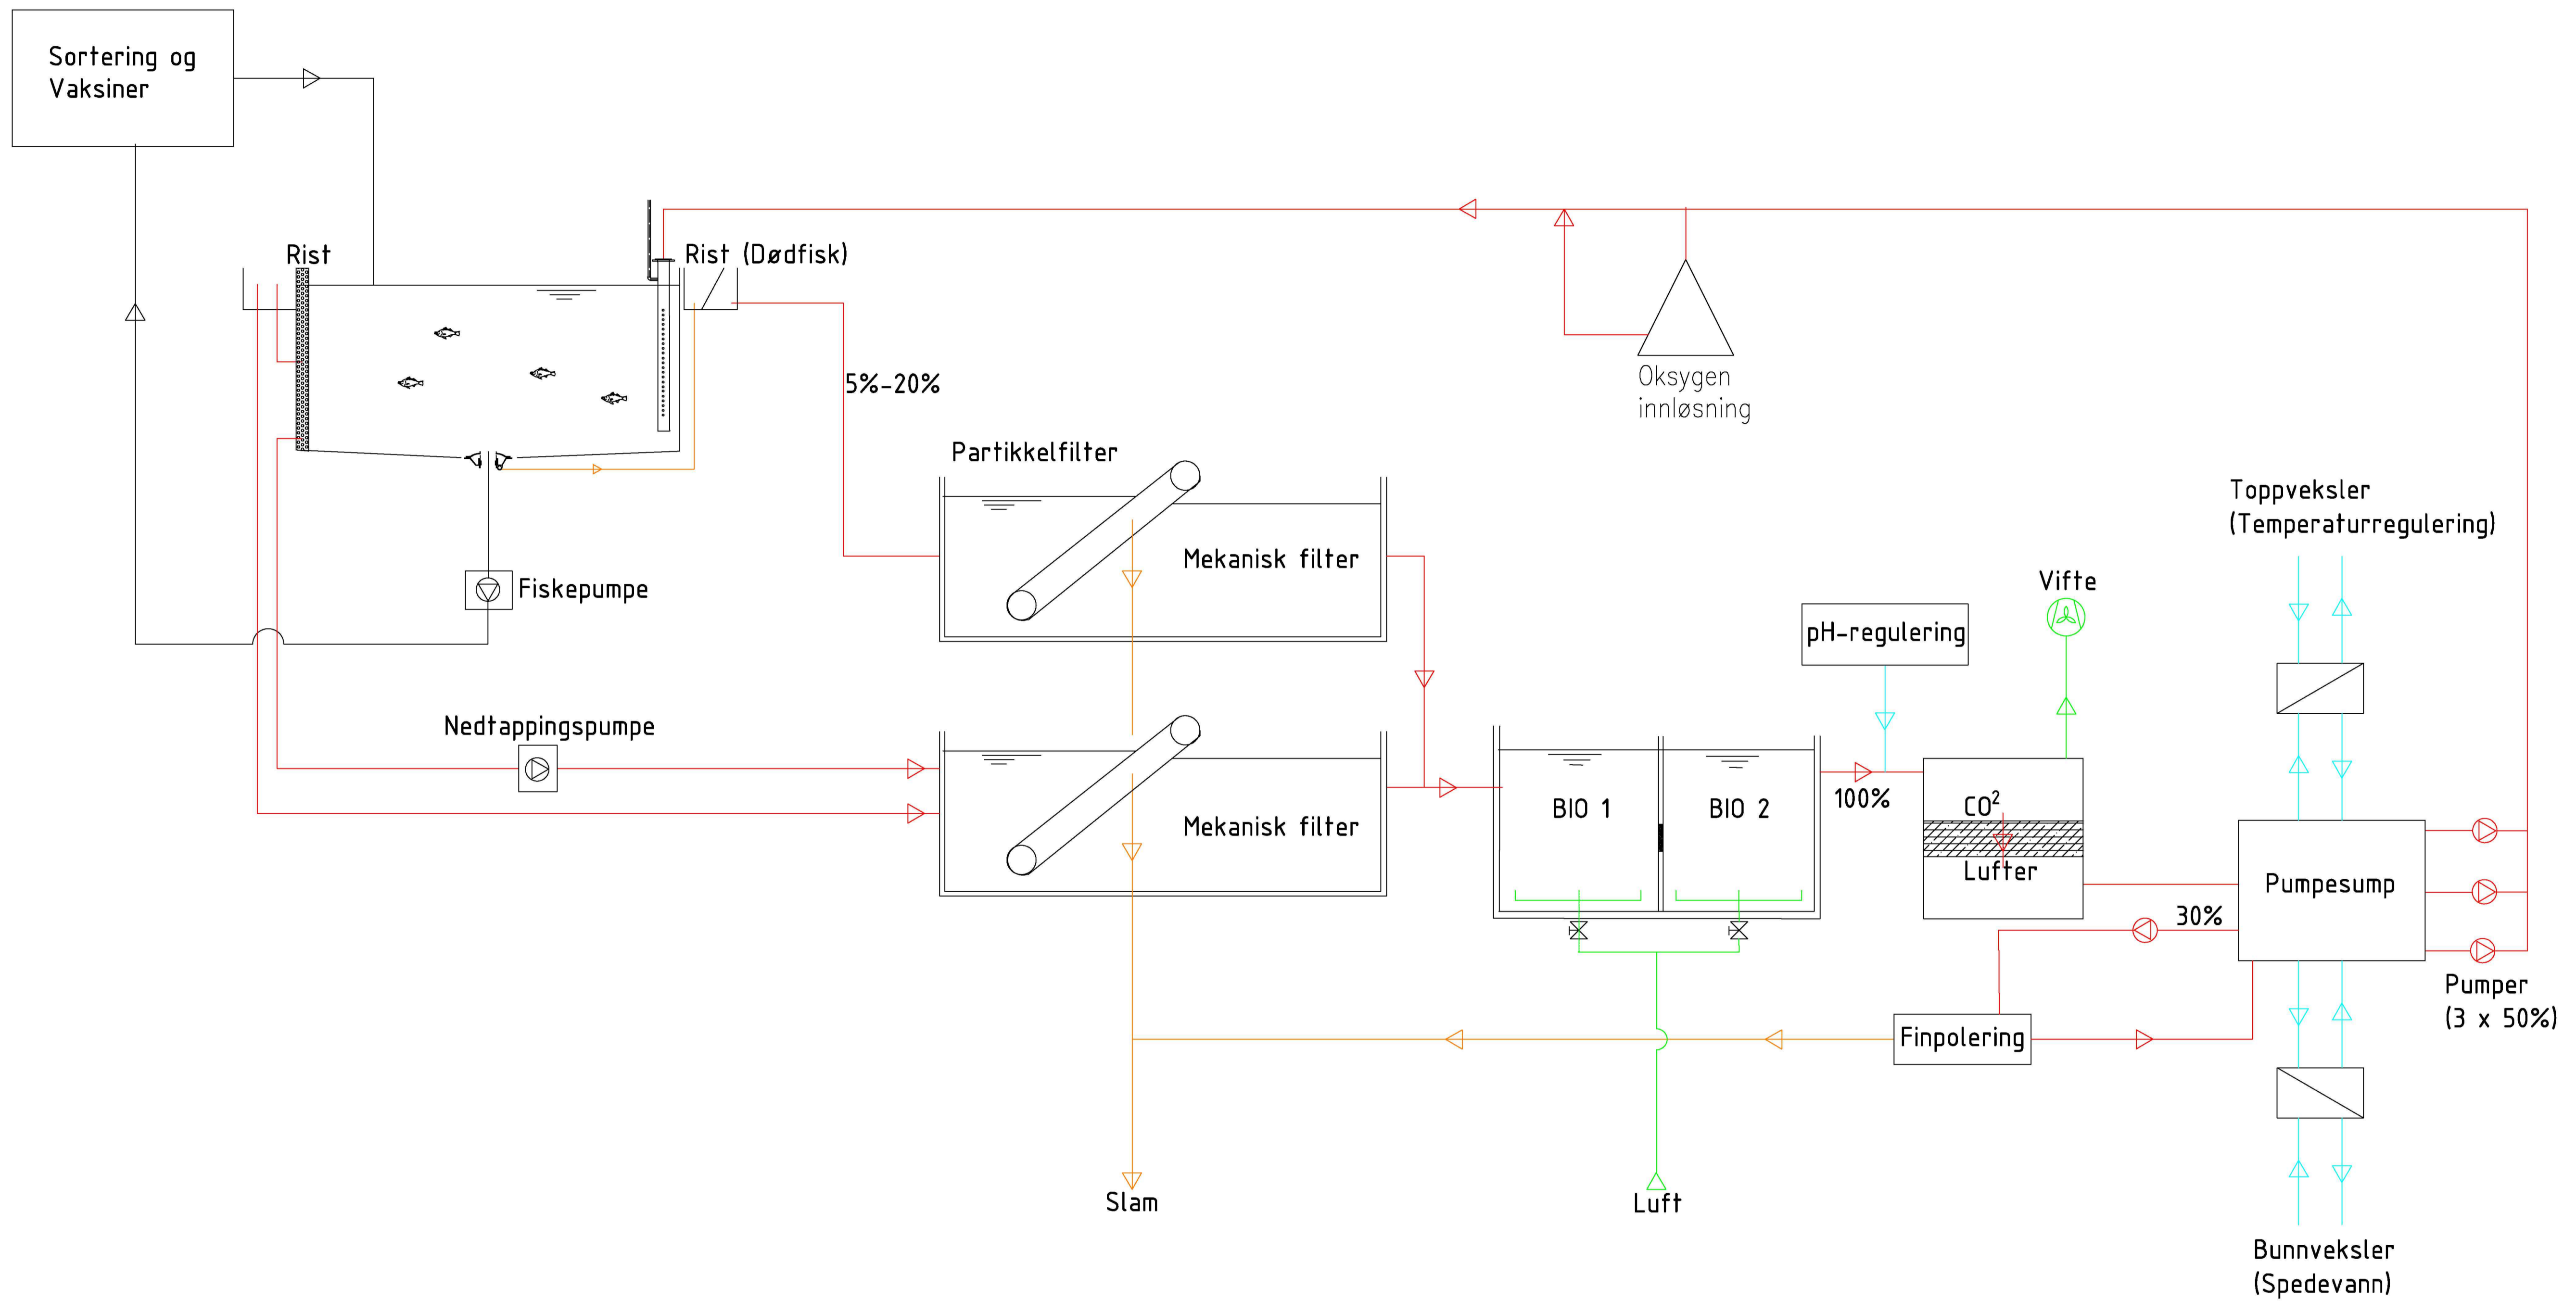 Sortering og
Vaksiner
Rist
Rist (Dødfisk)
5%-20%
Oksygen
innløsning
Partikkelfilter
Mekanisk filter
Toppveksler
(Temperaturregulering)
Fiskepumpe
Vifte
pH-regulering
Nedtappingspumpe
Mekanisk filter
BIO 1
BIO 2
100%
CO²
Lufter
Pumpesump
30%
Pumper
(3 x 50%)
Finpolering
Slam
Luft
Bunnveksler
(Spedevann)